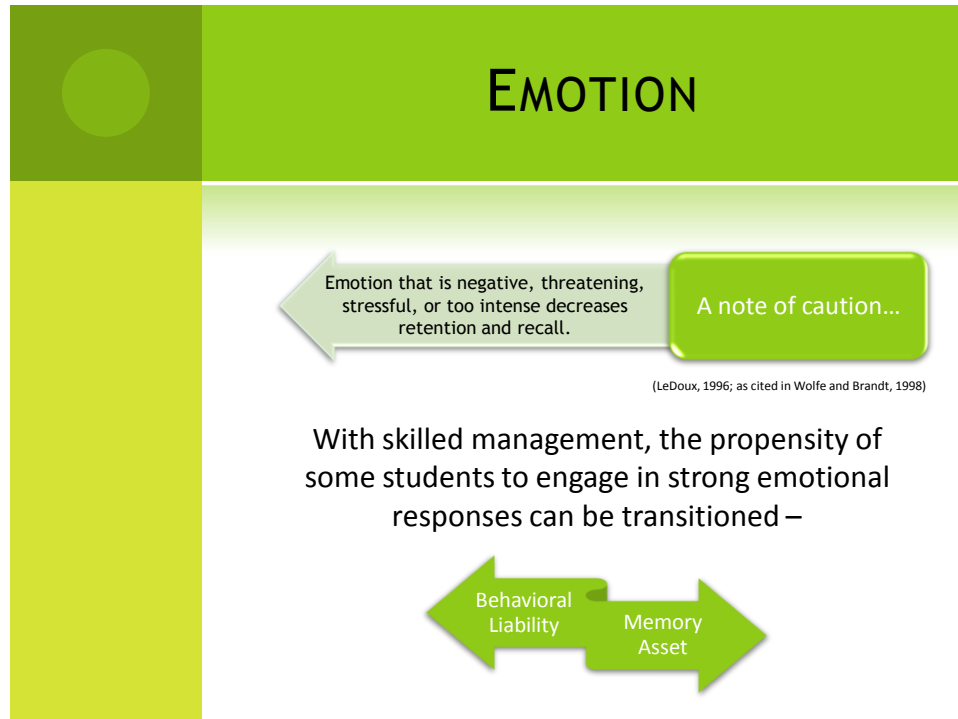 EMOTION
Emotion that is negative, threatening,
stressful, or too intense decreases
retention and recall.
A note of caution…
(LeDoux, 1996; as cited in Wolfe and Brandt, 1998)
With skilled management, the propensity of
some students to engage in strong emotional
responses can be transitioned –
Behavioral
Liability
Memory
Asset